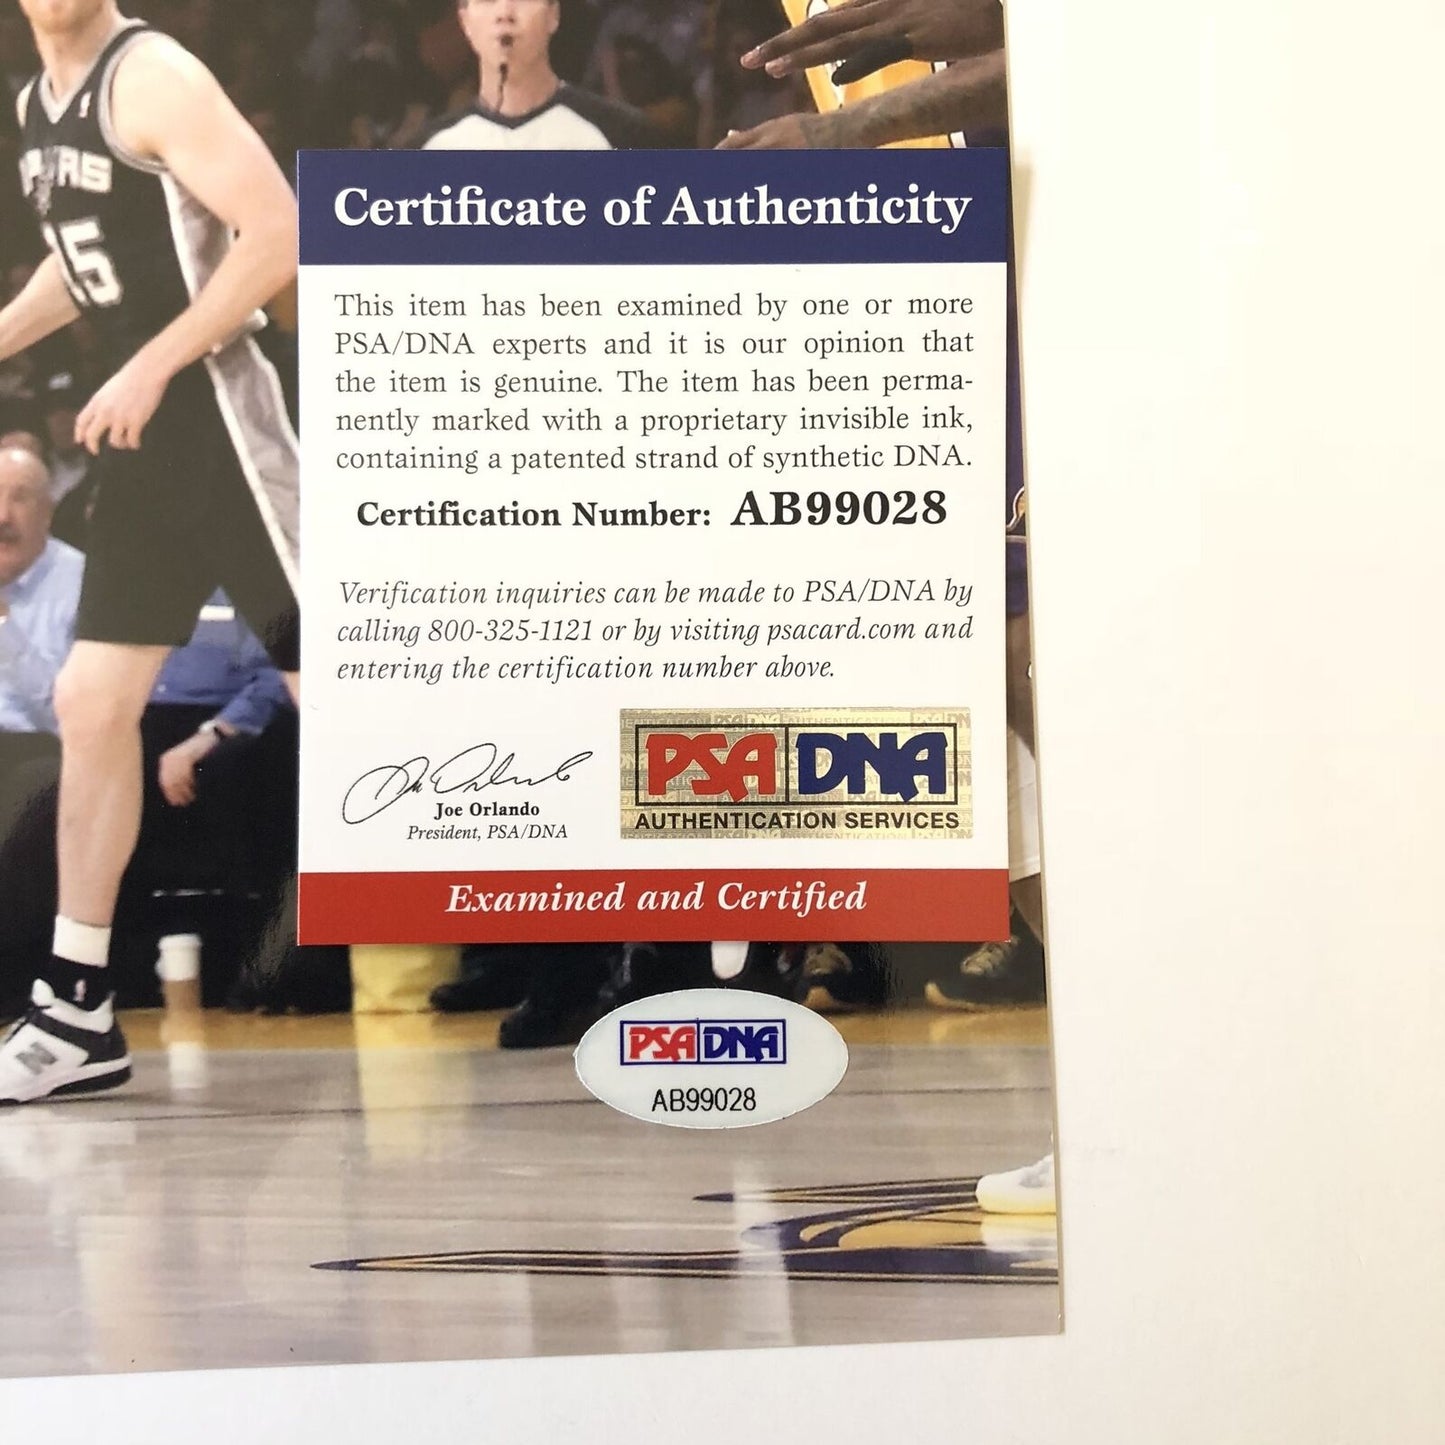 15
Certificate of Authenticity
This item has been examined by one or more
PSA/DNA experts and it is our opinion that
the item is genuine. The item has been perma-
nently marked with a proprietary invisible ink,
containing a patented strand of synthetic DNA.
Certification Number: AB99028
Verification inquiries can be made to PSA/DNA by
calling 800-325-1121 or by visiting psacard.com and
entering the certification number above.
Joe Orlando
President, PSA/DNA
PSA DNA
AUTHENTICATION SERVICES
Examined and Certified
PSA DNA
AB99028